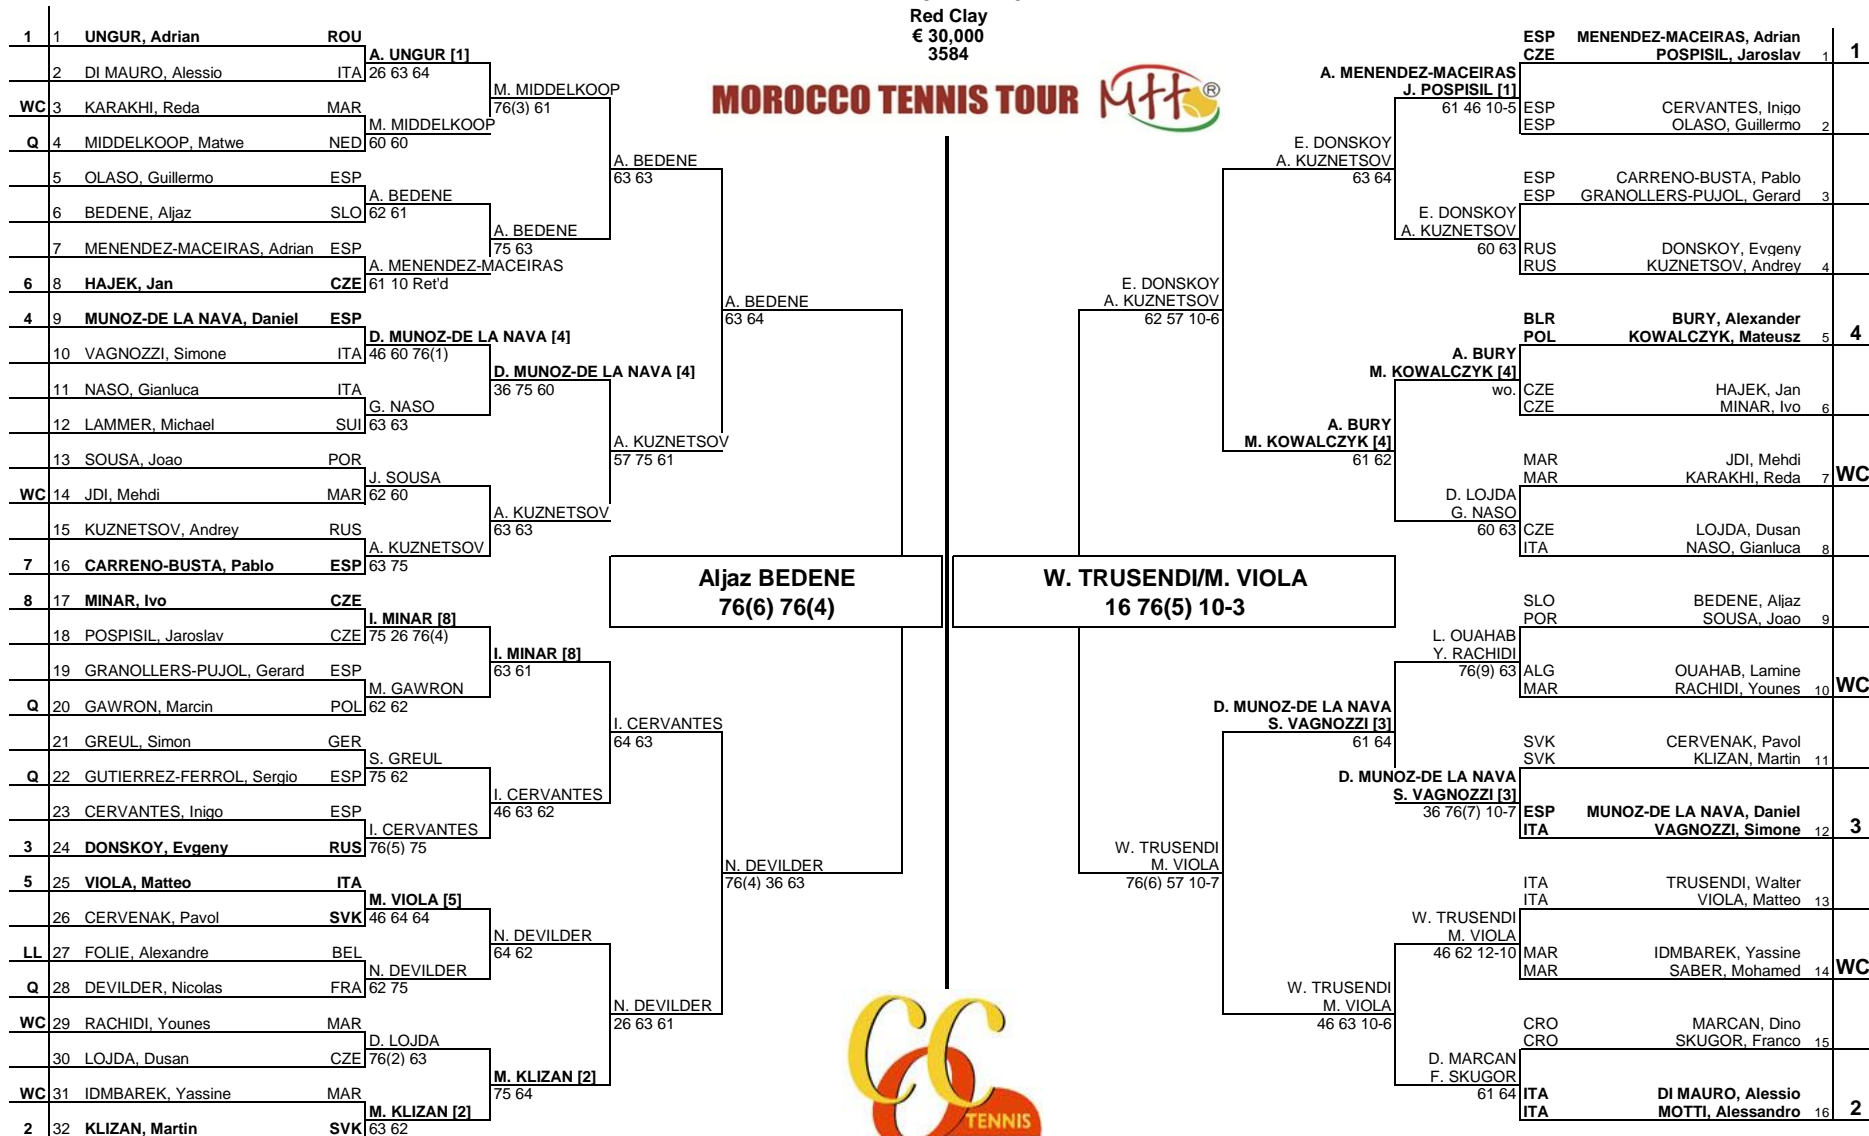 Red Clay
€ 30,000
3584
MOROCCO TENNIS TOUR MTT ®
1 1 UNGUR, Adrian ROU
A. UNGUR [1]
2 DI MAURO, Alessio ITA 26 63 64
M. MIDDELKOOP
WC 3 KARAKHI, Reda MAR 76(3) 61
M. MIDDELKOOP
Q 4 MIDDELKOOP, Matwe NED 60 60
A. BEDENE
5 OLASO, Guillermo ESP 63 63
A. BEDENE
6 BEDENE, Aljaz SLO 62 61
A. BEDENE
7 MENENDEZ-MACEIRAS, Adrian ESP 75 63
A. MENENDEZ-MACEIRAS
6 8 HAJEK, Jan CZE 61 10 Ret'd
A. BEDENE
4 9 MUNOZ-DE LA NAVA, Daniel ESP 63 64
D. MUNOZ-DE LA NAVA [4]
10 VAGNOZZI, Simone ITA 46 60 76(1)
D. MUNOZ-DE LA NAVA [4]
11 NASO, Gianluca ITA 36 75 60
G. NASO
12 LAMMER, Michael SUI 63 63
A. KUZNETSOV
13 SOUSA, Joao POR 57 75 61
J. SOUSA
WC 14 JDI, Mehdi MAR 62 60
A. KUZNETSOV
15 KUZNETSOV, Andrey RUS 63 63
A. KUZNETSOV
7 16 CARRENO-BUSTA, Pablo ESP 63 75
Aljaz BEDENE
76(6) 76(4)
8 17 MINAR, Ivo CZE
I. MINAR [8]
18 POSPISIL, Jaroslav CZE 75 26 76(4)
I. MINAR [8]
19 GRANOLLERS-PUJOL, Gerard ESP 63 61
M. GAWRON
Q 20 GAWRON, Marcin POL 62 62
I. CERVANTES
21 GREUL, Simon GER 64 63
S. GREUL
Q 22 GUTIERREZ-FERROL, Sergio ESP 75 62
I. CERVANTES
23 CERVANTES, Inigo ESP 46 63 62
I. CERVANTES
3 24 DONSKOY, Evgeny RUS 76(5) 75
N. DEVILDER
5 25 VIOLA, Matteo ITA 76(4) 36 63
M. VIOLA [5]
26 CERVENAK, Pavol SVK 46 64 64
N. DEVILDER
LL 27 FOLIE, Alexandre BEL 64 62
N. DEVILDER
Q 28 DEVILDER, Nicolas FRA 62 75
N. DEVILDER
WC 29 RACHIDI, Younes MAR 26 63 61
D. LOJDA
30 LOJDA, Dusan CZE 76(2) 63
M. KLIZAN [2]
WC 31 IDMBAREK, Yassine MAR 75 64
M. KLIZAN [2]
2 32 KLIZAN, Martin SVK 63 62
CCO
TENNIS
ESP MENENDEZ-MACEIRAS, Adrian
CZE POSPISIL, Jaroslav 1 1
A. MENENDEZ-MACEIRAS
J. POSPISIL [1]
61 46 10-5 ESP CERVANTES, Inigo
ESP OLASO, Guillermo 2
E. DONSKOY
A. KUZNETSOV
63 64 ESP CARRENO-BUSTA, Pablo
ESP GRANOLLERS-PUJOL, Gerard 3
E. DONSKOY
A. KUZNETSOV
60 63 RUS DONSKOY, Evgeny
RUS KUZNETSOV, Andrey 4
E. DONSKOY
A. KUZNETSOV
62 57 10-6 BLR BURY, Alexander
POL KOWALCZYK, Mateusz 5 4
A. BURY
M. KOWALCZYK [4]
wo. CZE HAJEK, Jan
CZE MINAR, Ivo 6
A. BURY
M. KOWALCZYK [4]
61 62 MAR JDI, Mehdi
MAR KARAKHI, Reda 7 WC
D. LOJDA
G. NASO
60 63 CZE LOJDA, Dusan
ITA NASO, Gianluca 8
W. TRUSENDI/M. VIOLA
16 76(5) 10-3
SLO BEDENE, Aljaz
POR SOUSA, Joao 9
L. OUAHAB
Y. RACHIDI
76(9) 63 ALG OUAHAB, Lamine
MAR RACHIDI, Younes 10 WC
D. MUNOZ-DE LA NAVA
S. VAGNOZZI [3]
61 64 SVK CERVENAK, Pavol
SVK KLIZAN, Martin 11
D. MUNOZ-DE LA NAVA
S. VAGNOZZI [3]
36 76(7) 10-7 ESP MUNOZ-DE LA NAVA, Daniel
ITA VAGNOZZI, Simone 12 3
W. TRUSENDI
M. VIOLA
76(6) 57 10-7 ITA TRUSENDI, Walter
ITA VIOLA, Matteo 13
W. TRUSENDI
M. VIOLA
46 62 12-10 MAR IDMBAREK, Yassine
MAR SABER, Mohamed 14 WC
W. TRUSENDI
M. VIOLA
46 63 10-6 CRO MARCAN, Dino
CRO SKUGOR, Franco 15
D. MARCAN
F. SKUGOR
61 64 ITA DI MAURO, Alessio
ITA MOTTI, Alessandro 16 2